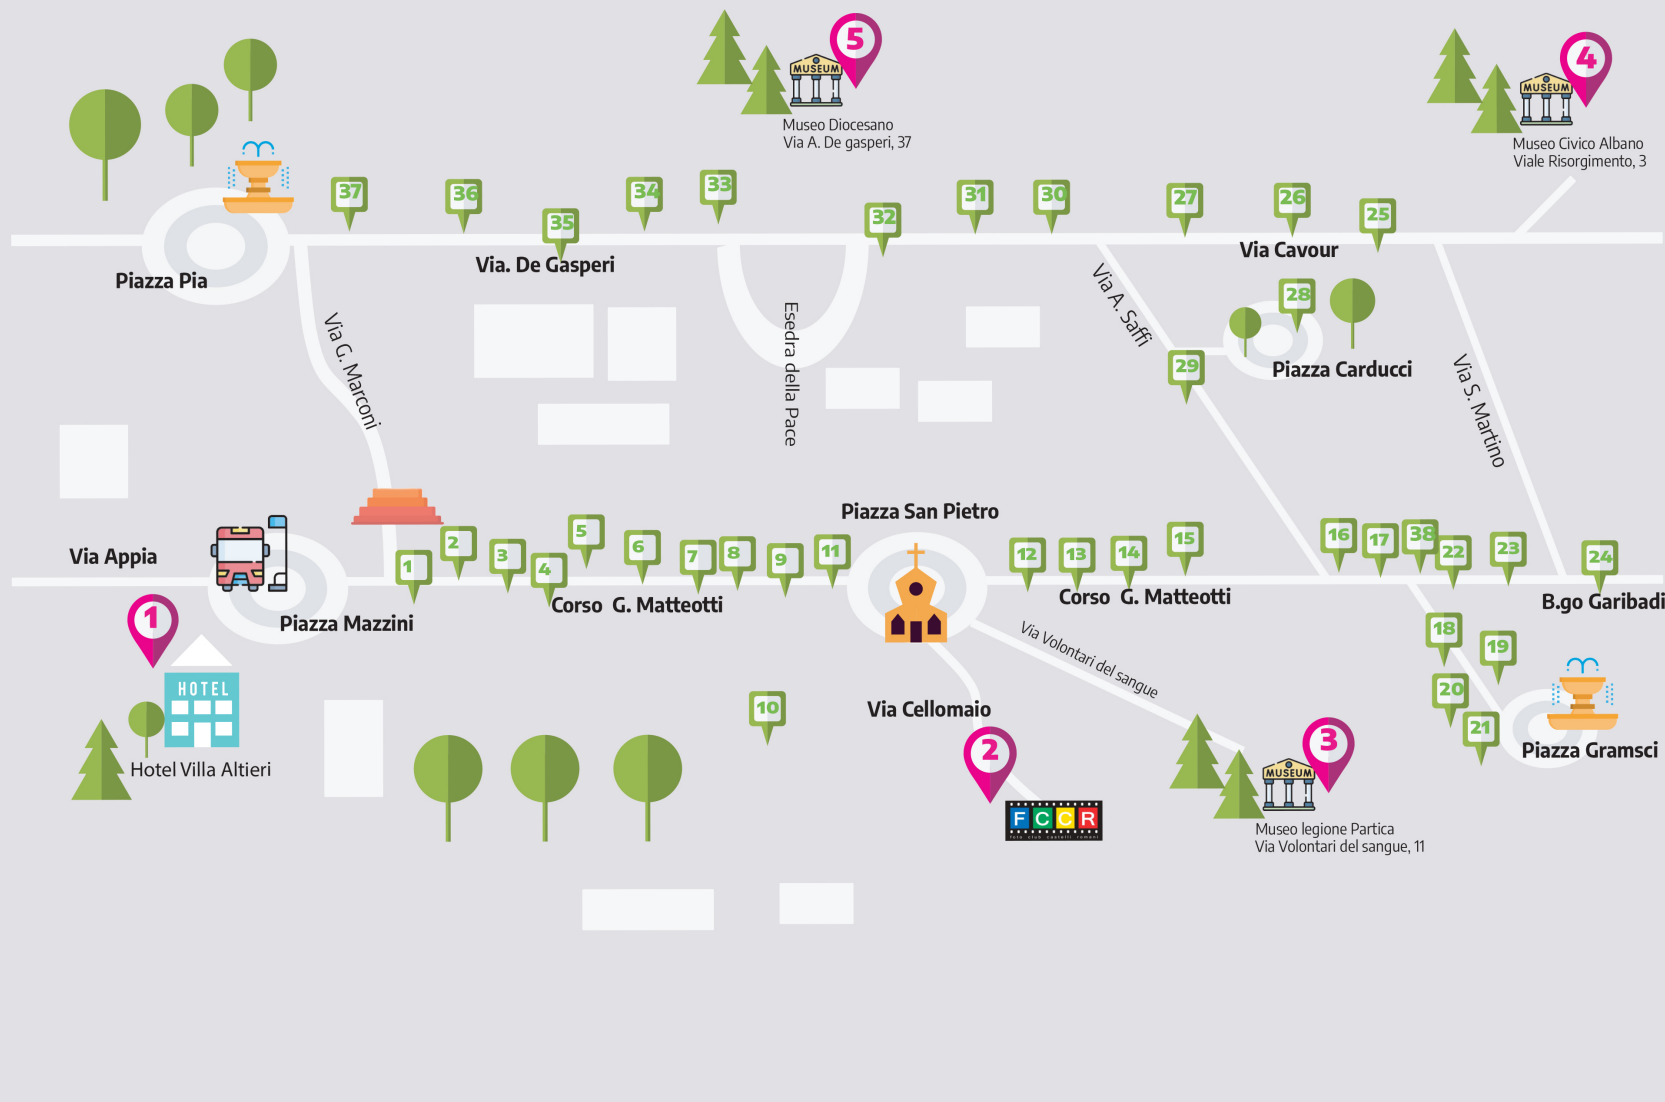 5
MUSEUM
Museo Diocesano
Via A. De gasperi, 37
4
MUSEUM
Museo Civico Albano
Viale Risorgimento, 3
37
36
35
34
33
32
31
30
27
26
25
Via. De Gasperi
Via Cavour
Piazza Pia
Via G. Marconi
Esedra della Pace
Via A. Saffi
28
29
Piazza Carducci
Via S. Martino
Piazza San Pietro
Via Appia
1
2
3
4
5
6
7
8
9
11
12
13
14
15
16
17
38
22
23
24
Corso G. Matteotti
Corso G. Matteotti
B.go Garibadi
Piazza Mazzini
1
HOTEL
Hotel Villa Altieri
10
Via Volontari del sangue
Via Cellomaio
2
FCCR
foto club castelli romani
18
19
20
21
Piazza Gramsci
3
MUSEUM
Museo legione Partica
Via Volontari del sangue, 11